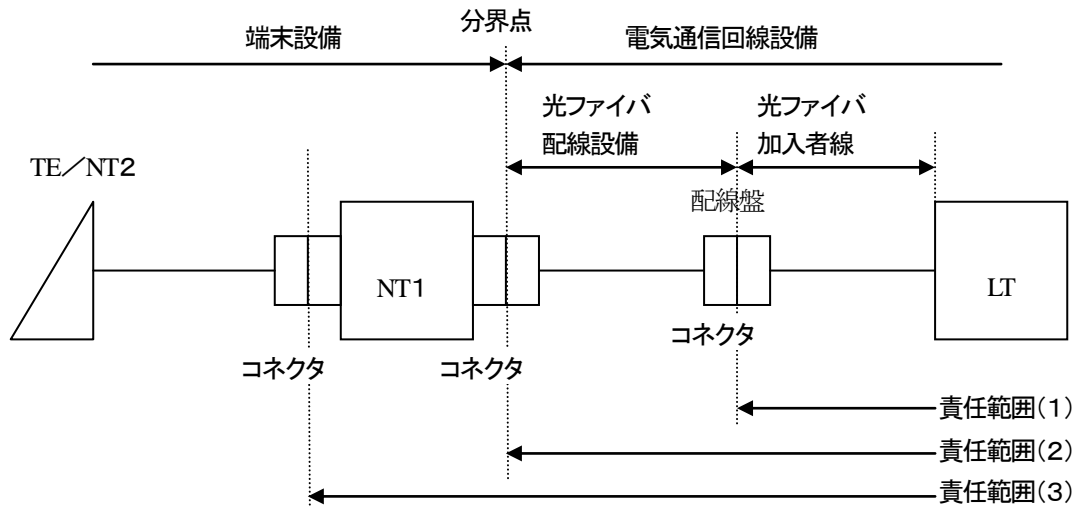 分界点
端末設備
電気通信回線設備
光ファイバ
配線設備
光ファイバ
加入者線
TE/NT2
配線盤
NT1
LT
コネクタ
コネクタ
コネクタ
責任範囲(1)
責任範囲(2)
責任範囲(3)